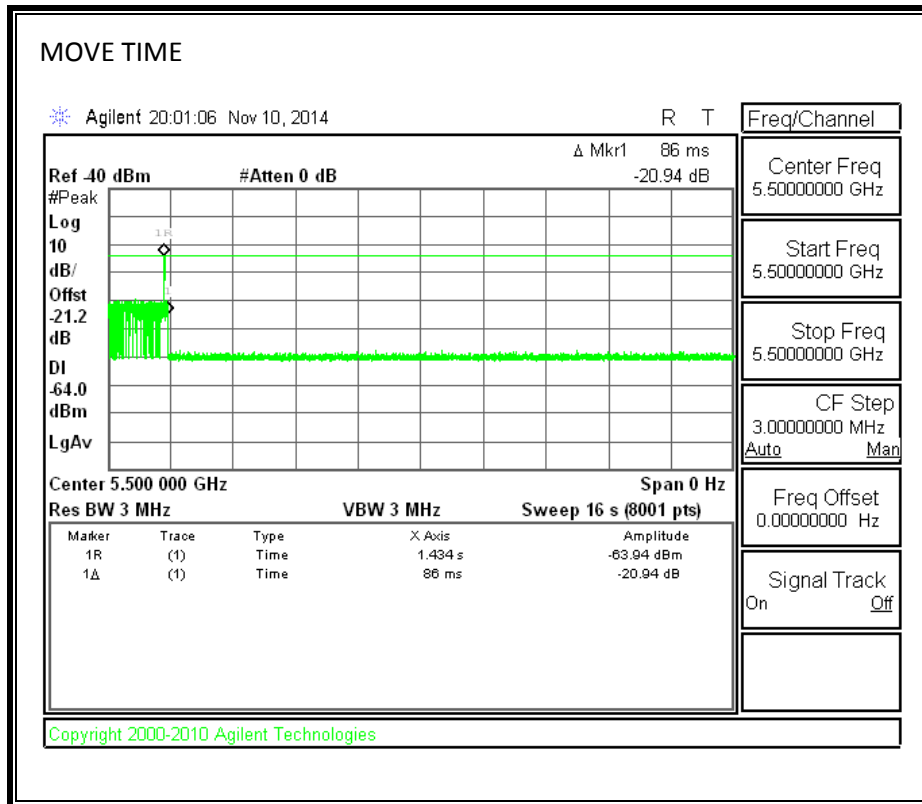 MOVE TIME
Agilent 20:01:06 Nov 10, 2014
R T
Freq/Channel
Δ Mkr1 86 ms
Ref -40 dBm #Atten 0 dB -20.94 dB
#Peak
Log
10
dB/
Offst
-21.2
dB
DI
-64.0
dBm
LgAv
1R
1
Center 5.500 000 GHz Span 0 Hz
Res BW 3 MHz VBW 3 MHz Sweep 16 s (8001 pts)
Marker Trace Type X Axis Amplitude
1R (1) Time 1.434 s -63.94 dBm
1Δ (1) Time 86 ms -20.94 dB
Center Freq
5.50000000 GHz
Start Freq
5.50000000 GHz
Stop Freq
5.50000000 GHz
CF Step
3.00000000 MHz
Auto Man
Freq Offset
0.00000000 Hz
Signal Track
On Off
Copyright 2000-2010 Agilent Technologies